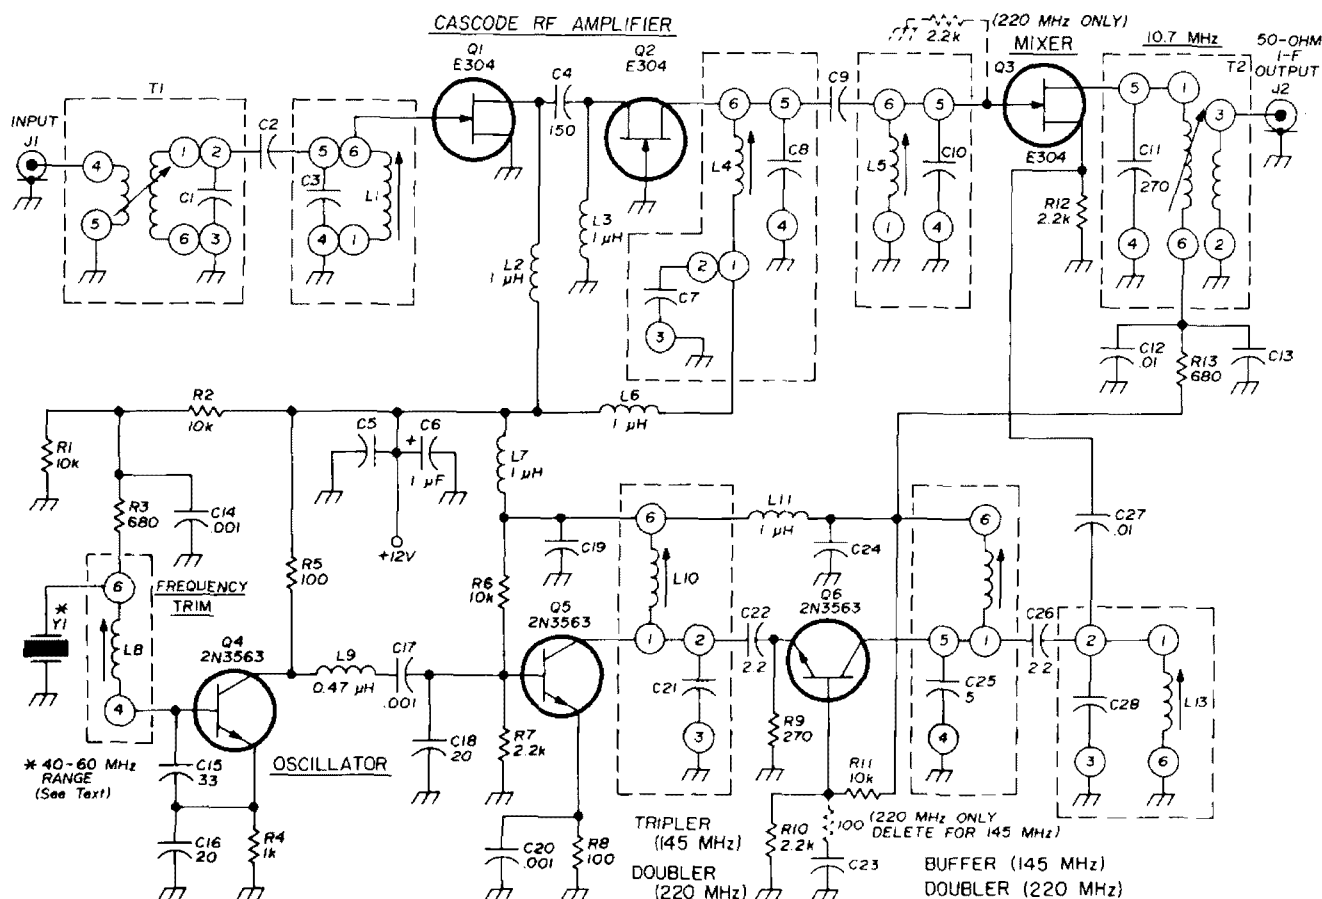 CASCODE RF AMPLIFIER
Q1
E304
C4
150
Q2
E304
(220 MHz ONLY)
2.2k
MIXER
Q3
E304
10.7 MHz
50-OHM
I-F
OUTPUT
J2
T2
INPUT
J1
T1
4
5
1
2
6
3
C1
C2
5
6
C3
L1
4
1
L2
1 µH
L3
1 µH
6
5
L4
C8
4
2
1
C7
3
C9
6
5
L5
C10
1
4
R12
2.2k
5
1
3
C11
270
4
6
2
C12
.01
R13
680
C13
R2
10k
R1
10k
R3
680
C14
.001
R5
100
C5
C6
+
1 µF
+12V
L6
1 µH
L7
1 µH
C19
R6
10k
L11
1 µH
C24
C27
.01
6
FREQUENCY
TRIM
*
Y1
L8
4
* 40-60 MHz
RANGE
(See Text)
Q4
2N3563
L9
0.47 µH
C17
.001
OSCILLATOR
C15
33
C16
20
R4
1k
C18
20
R7
2.2k
Q5
2N3563
C20
.001
R8
100
6
L10
1
2
C21
3
C22
2.2
Q6
2N3563
R9
270
R10
2.2k
R11
10k
100
C23
(220 MHz ONLY
DELETE FOR 145 MHz)
6
5
1
C25
5
4
C26
2.2
2
1
C28
L13
3
6
TRIPLER
(145 MHz)
DOUBLER
(220 MHz)
BUFFER (145 MHz)
DOUBLER (220 MHz)